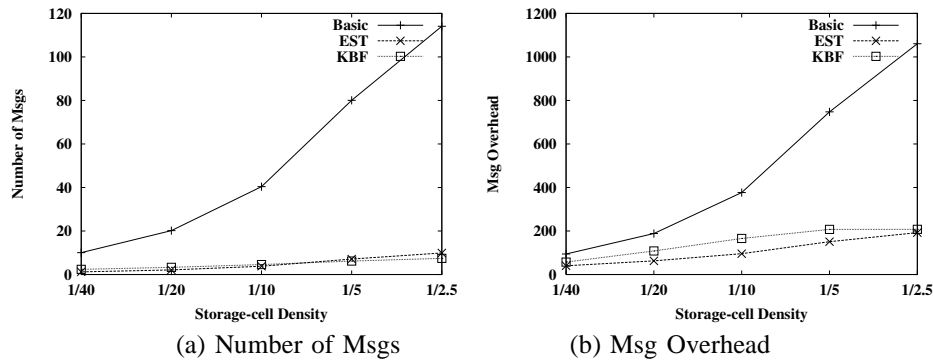 120
100
80
60
40
20
0
Number of Msgs
Basic
EST
KBF
1/40 1/20 1/10 1/5 1/2.5
Storage-cell Density
(a) Number of Msgs
1200
1000
800
600
400
200
0
Msg Overhead
Basic
EST
KBF
1/40 1/20 1/10 1/5 1/2.5
Storage-cell Density
(b) Msg Overhead